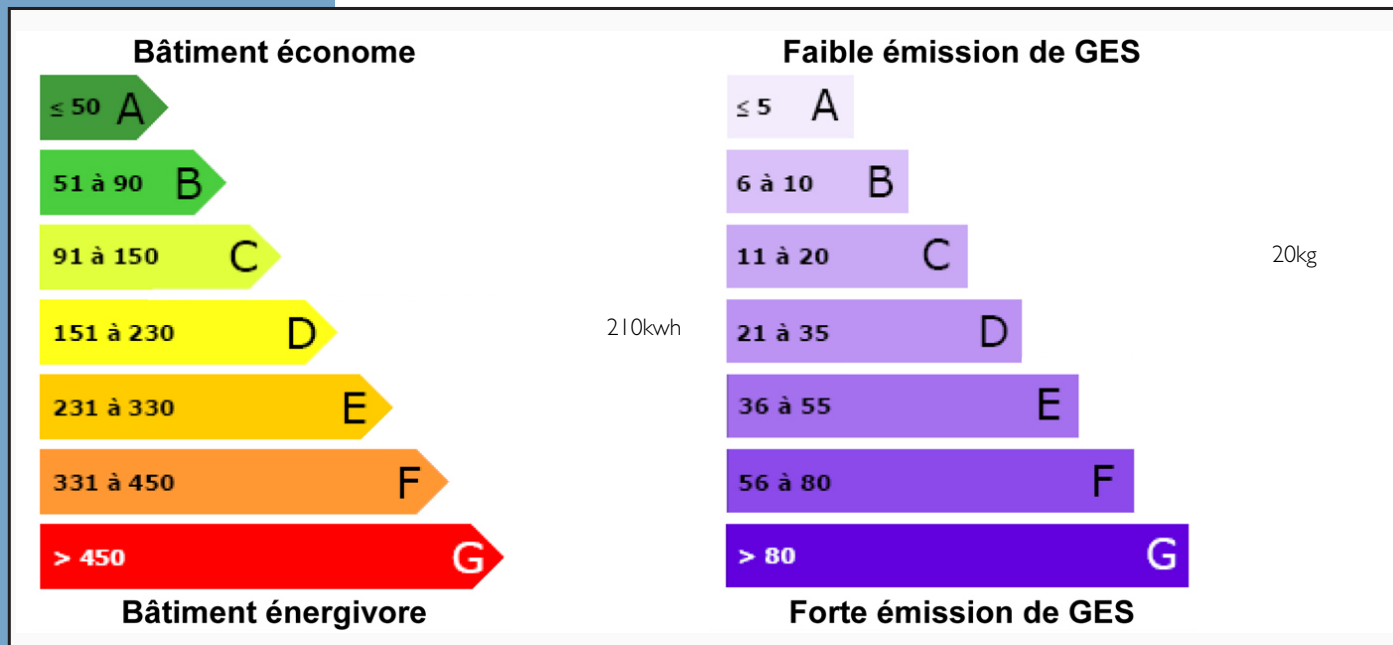 Bâtiment économe
≤ 50 A
51 à 90 B
91 à 150 C
151 à 230 D
210kwh
231 à 330 E
331 à 450 F
> 450 G
Bâtiment énergivore
Faible émission de GES
≤ 5 A
6 à 10 B
11 à 20 C
20kg
21 à 35 D
36 à 55 E
56 à 80 F
> 80 G
Forte émission de GES